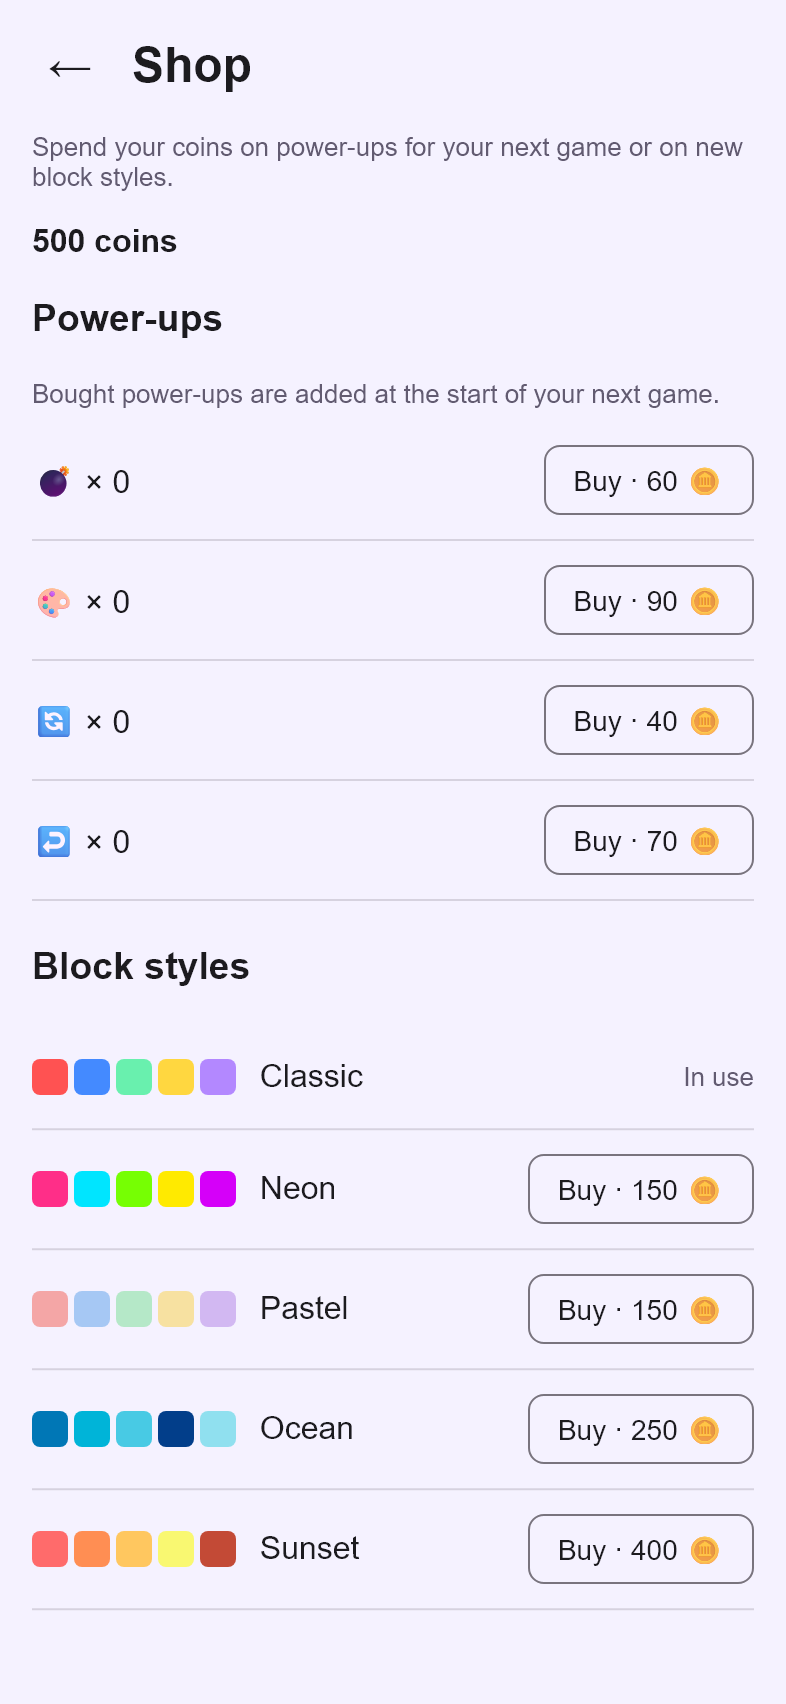 ← Shop
Spend your coins on power-ups for your next game or on new
block styles.
500 coins
Power-ups
Bought power-ups are added at the start of your next game.
💣 × 0 Buy · 60 🪙
🎨 × 0 Buy · 90 🪙
🔄 × 0 Buy · 40 🪙
↩️ × 0 Buy · 70 🪙
Block styles
Classic In use
Neon Buy · 150 🪙
Pastel Buy · 150 🪙
Ocean Buy · 250 🪙
Sunset Buy · 400 🪙